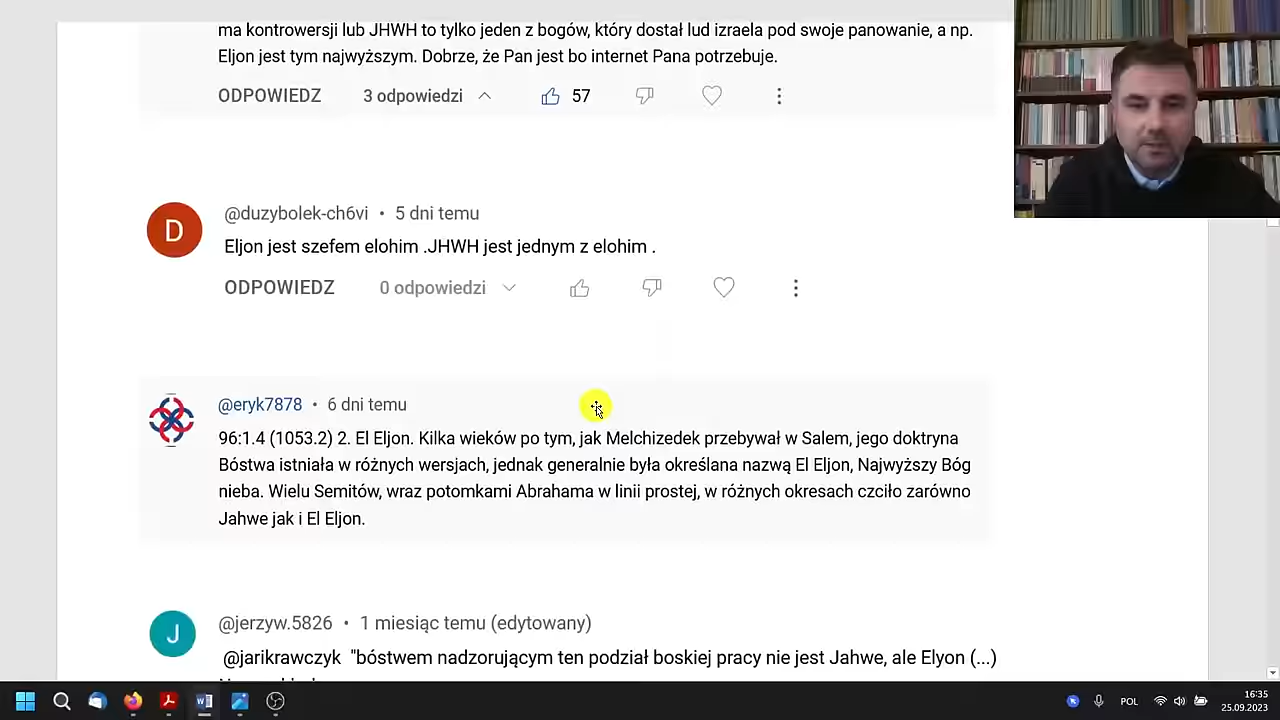 ma kontrowersji lub JHWH to tylko jeden z bogów, który dostał lud izraela pod swoje panowanie, a np.
Eljon jest tym najwyższym. Dobrze, że Pan jest bo internet Pana potrzebuje.
ODPOWIEDZ 3 odpowiedzi 57
D
@duzybolek-ch6vi • 5 dni temu
Eljon jest szefem elohim .JHWH jest jednym z elohim .
ODPOWIEDZ 0 odpowiedzi
@eryk7878 • 6 dni temu
96:1.4 (1053.2) 2. El Eljon. Kilka wieków po tym, jak Melchizedek przebywał w Salem, jego doktryna
Bóstwa istniała w różnych wersjach, jednak generalnie była określana nazwą El Eljon, Najwyższy Bóg
nieba. Wielu Semitów, wraz potomkami Abrahama w linii prostej, w różnych okresach czciło zarówno
Jahwe jak i El Eljon.
J
@jerzyw.5826 • 1 miesiąc temu (edytowany)
@jarikrawczyk "bóstwem nadzorującym ten podział boskiej pracy nie jest Jahwe, ale Elyon (...)
POL
16:35
25.09.2023